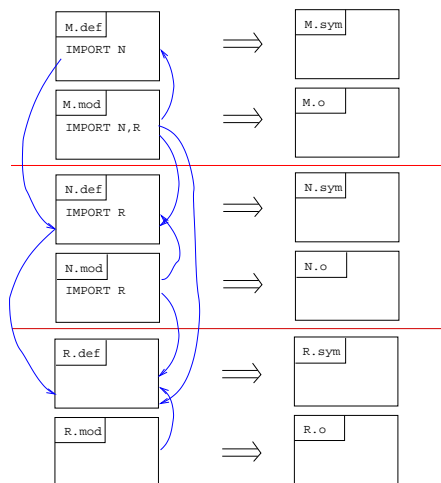 M.def
M.sym
IMPORT N
M.mod
M.o
IMPORT N,R
N.def
N.sym
IMPORT R
N.mod
N.o
IMPORT R
R.def
R.sym
R.mod
R.o